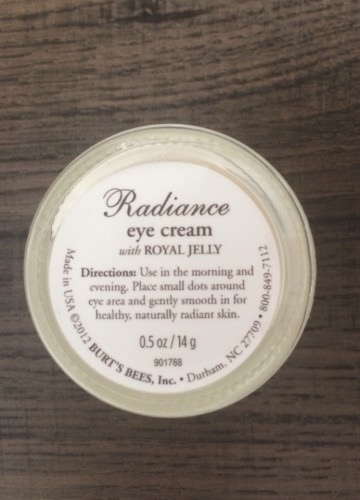 Radiance
eye cream
with ROYAL JELLY
Directions: Use in the morning and
evening. Place small dots around
eye area and gently smooth in for
healthy, naturally radiant skin.
0.5 oz / 14 g
901788
Made in USA ©2012 BURT'S BEES, Inc. • Durham, NC 27709 • 800-849-7112